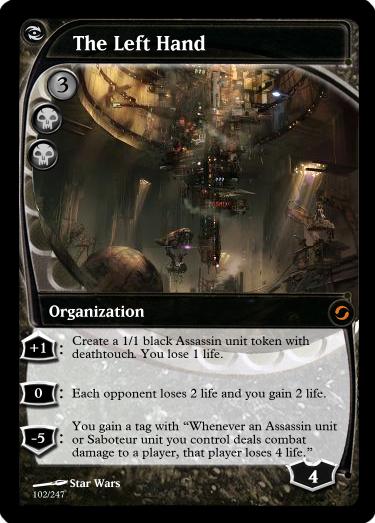 The Left Hand
3
Organization
+1: Create a 1/1 black Assassin unit token with
deathtouch. You lose 1 life.
0: Each opponent loses 2 life and you gain 2 life.
-5: You gain a tag with “Whenever an Assassin unit
or Saboteur unit you control deals combat
damage to a player, that player loses 4 life.”
4
Star Wars
102/247